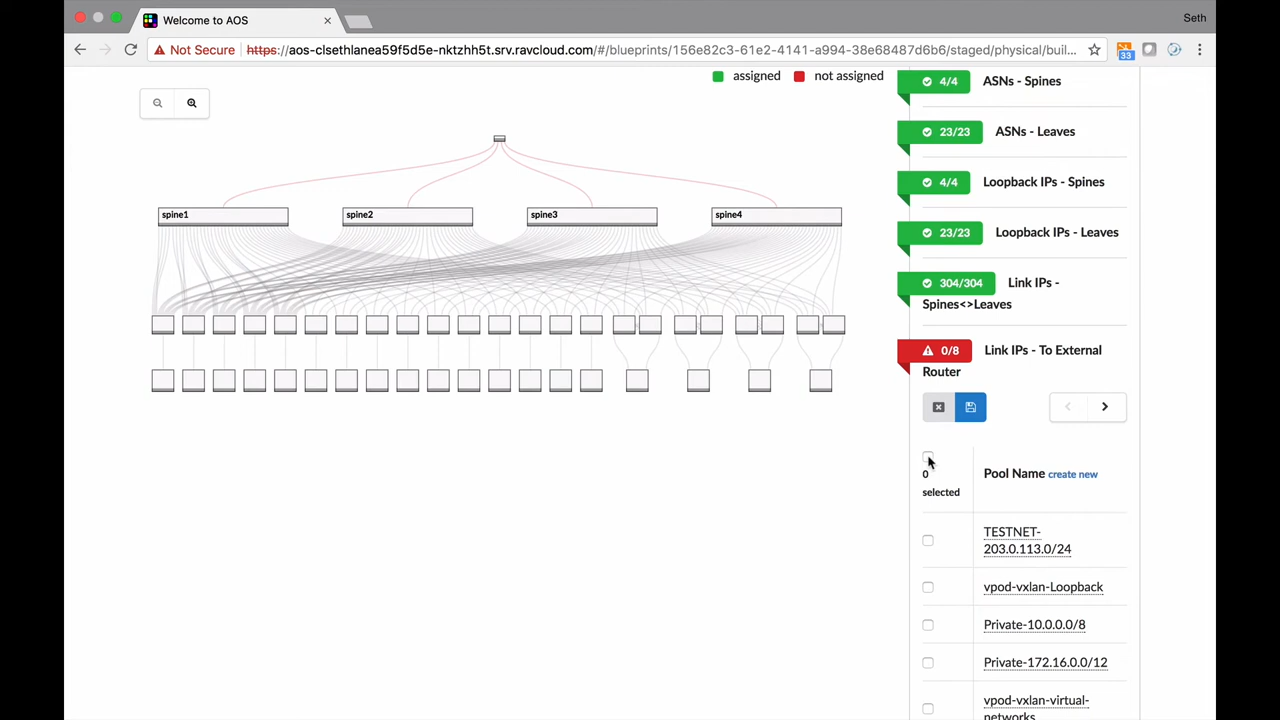 Welcome to AOS
Seth
Not Secure https://aos-clsethlanea59f5d5e-nktzhh5t.srv.ravcloud.com/#/blueprints/156e82c3-61e2-4141-a994-38e68487d6b6/staged/physical/buil...
33
assigned
not assigned
4/4 ASNs - Spines
23/23 ASNs - Leaves
4/4 Loopback IPs - Spines
23/23 Loopback IPs - Leaves
304/304 Link IPs -
Spines<>Leaves
0/8 Link IPs - To External
Router
spine1
spine2
spine3
spine4
0
selected
Pool Name create new
TESTNET-
203.0.113.0/24
vpod-vxlan-Loopback
Private-10.0.0.0/8
Private-172.16.0.0/12
vpod-vxlan-virtual-
networks